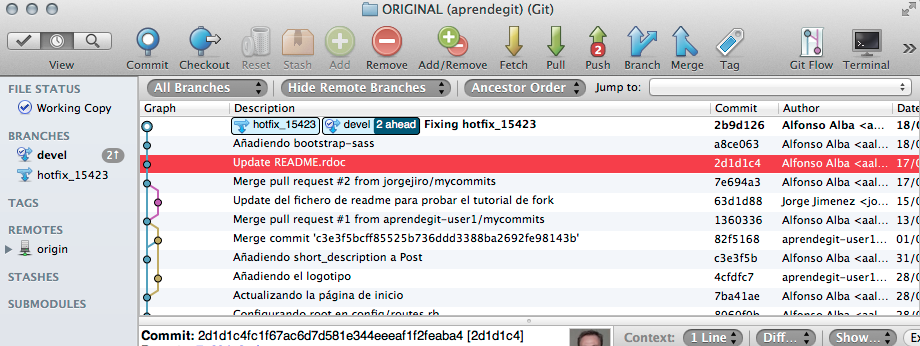 ORIGINAL (aprendegit) (Git)
View Commit Checkout Reset Stash Add Remove Add/Remove Fetch Pull 2 Push Branch Merge Tag Git Flow Terminal
FILE STATUS
Working Copy
BRANCHES
devel 2↑
hotfix_15423
TAGS
REMOTES
origin
STASHES
SUBMODULES
All Branches Hide Remote Branches Ancestor Order Jump to:
Graph Description Commit Author Date
hotfix_15423 devel 2 ahead Fixing hotfix_15423 2b9d126 Alfonso Alba <aa... 18/0
Añadiendo bootstrap-sass a8ce063 Alfonso Alba <aal... 18/0
Update README.rdoc 2d1d1c4 Alfonso Alba <aal... 17/0
Merge pull request #2 from jorgejiro/mycommits 7e694a3 Alfonso Alba <aal... 17/0
Update del fichero de readme para probar el tutorial de fork 63d1d88 Jorge Jimenez <jo... 15/0
Merge pull request #1 from aprendegit-user1/mycommits 1360336 Alfonso Alba <aal... 13/0
Merge commit 'c3e3f5bcff85525b736ddd3388ba2692fe98143b' 82f5168 aprendegit-user1... 01/0
Añadiendo short_description a Post c3e3f5b Alfonso Alba <aal... 31/0
Añadiendo el logotipo 4cfdfc7 aprendegit-user1... 28/0
Actualizando la página de inicio 7ba41ae Alfonso Alba <aal... 28/0
Configurando root en config/routes.rb Alfonso Alba <aal... 28/0
Commit: 2d1d1c4fc1f67ac6d7d581e344eeeaf1f2feaba4 [2d1d1c4]
Context: 1 Line Diff... Show... Ex